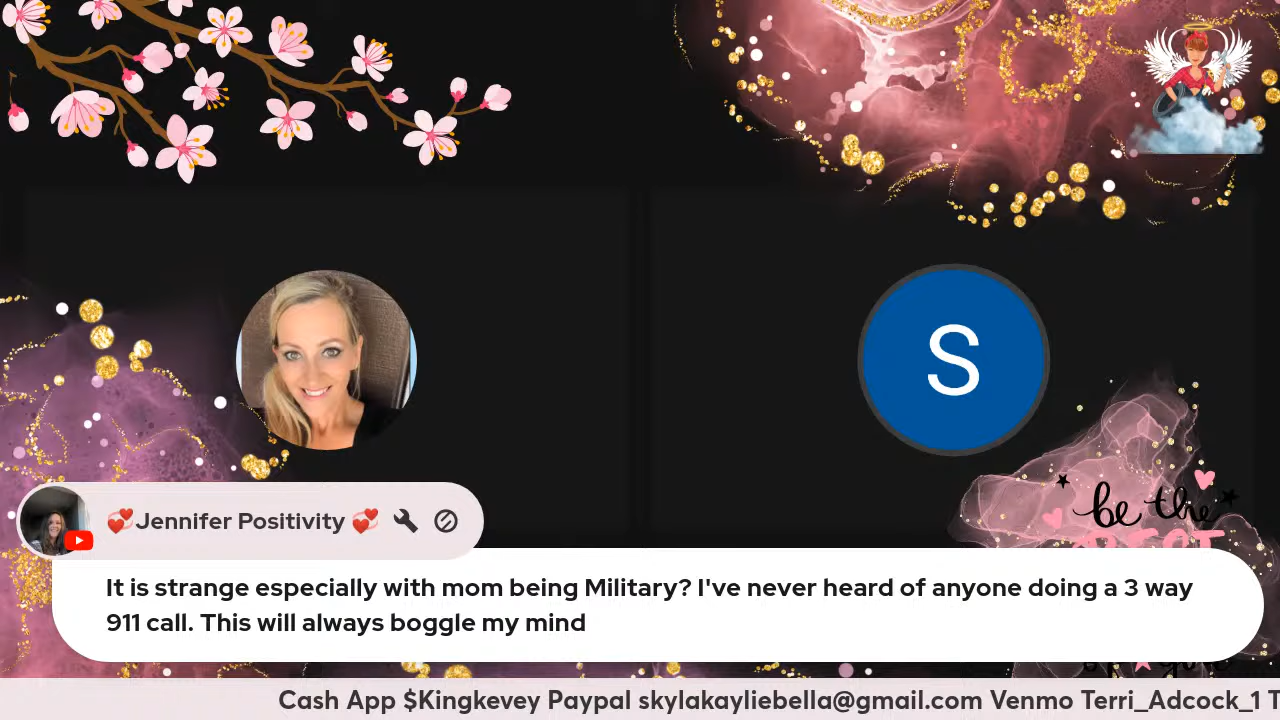 S
be the
💞Jennifer Positivity 💞
It is strange especially with mom being Military? I've never heard of anyone doing a 3 way
911 call. This will always boggle my mind
Cash App $Kingkevey Paypal skylakayliebella@gmail.com Venmo Terri_Adcock_1 T